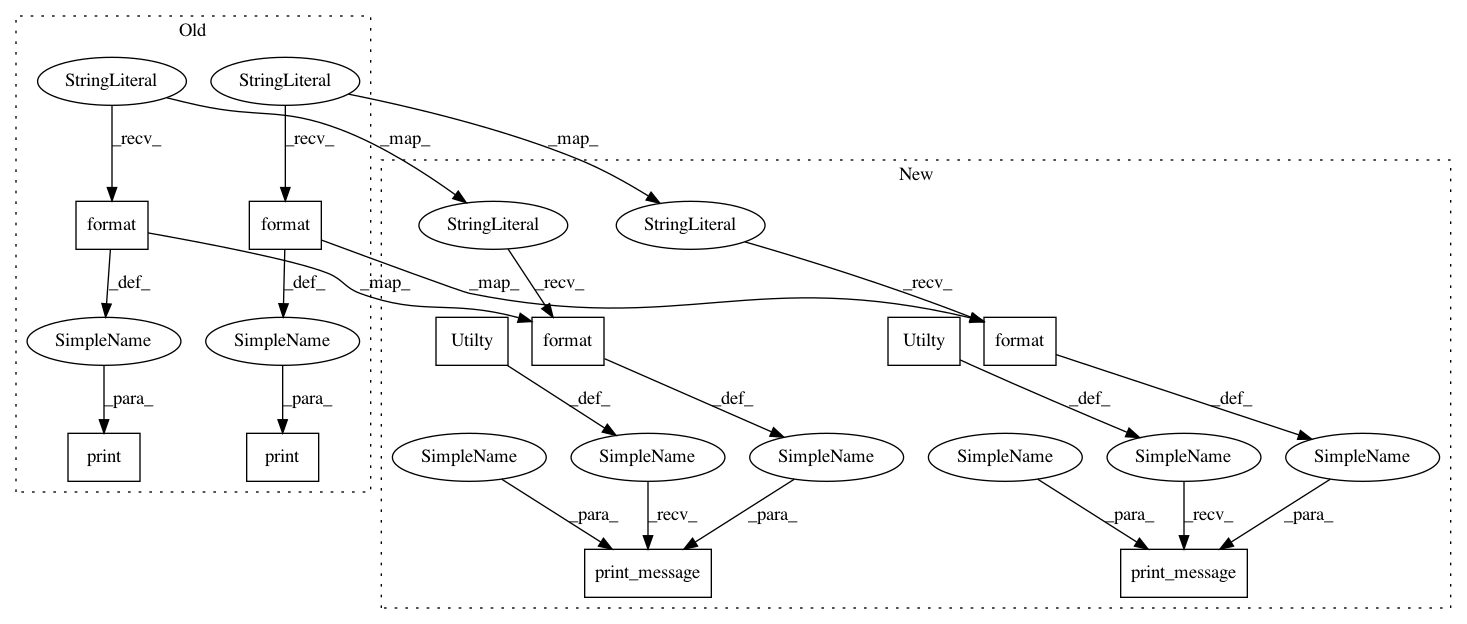 Old
StringLiteral StringLiteral
_recv_ _recv_ _map_ _map_
New
format format StringLiteral StringLiteral
_def_ _def_ _map_ _map_ _recv_ _recv_
SimpleName SimpleName Utilty format Utilty format
_para_ _para_ _def_ _def_ _def_ _def_
print print SimpleName SimpleName SimpleName SimpleName SimpleName SimpleName
_para_ _recv_ _para_ _para_ _recv_ _para_
print_message print_message